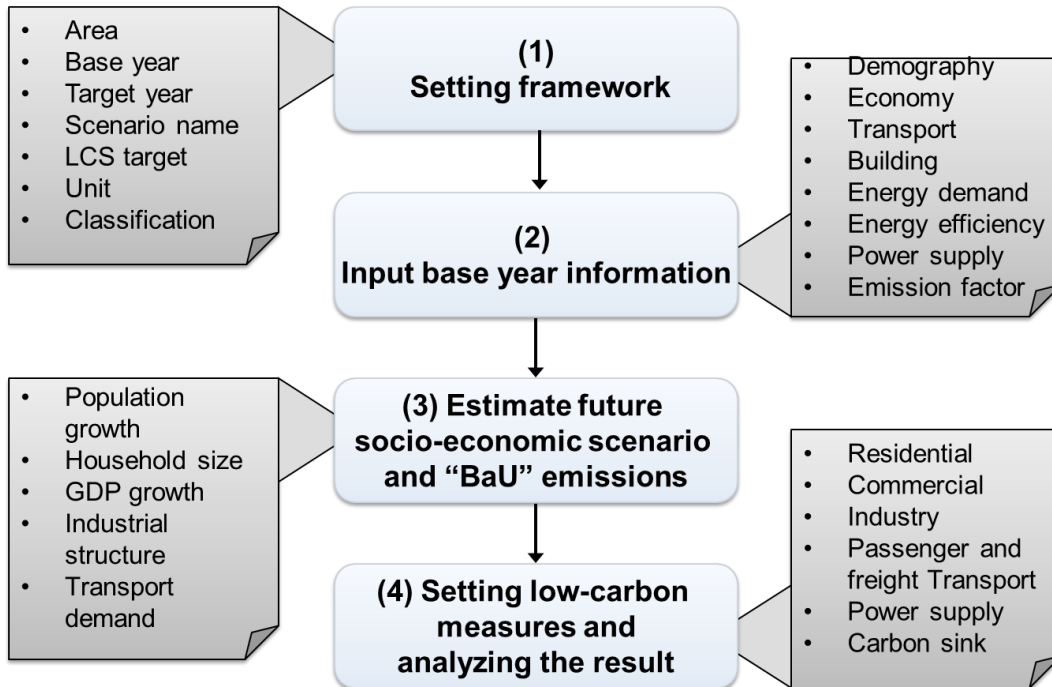 • Area
• Base year
• Target year
• Scenario name
• LCS target
• Unit
• Classification
(1)
Setting framework
• Demography
• Economy
• Transport
• Building
• Energy demand
• Energy efficiency
• Power supply
• Emission factor
(2)
Input base year information
• Population
growth
• Household size
• GDP growth
• Industrial
structure
• Transport
demand
(3) Estimate future
socio-economic scenario
and “BaU” emissions
• Residential
• Commercial
• Industry
• Passenger and
freight Transport
• Power supply
• Carbon sink
(4) Setting low-carbon
measures and
analyzing the result